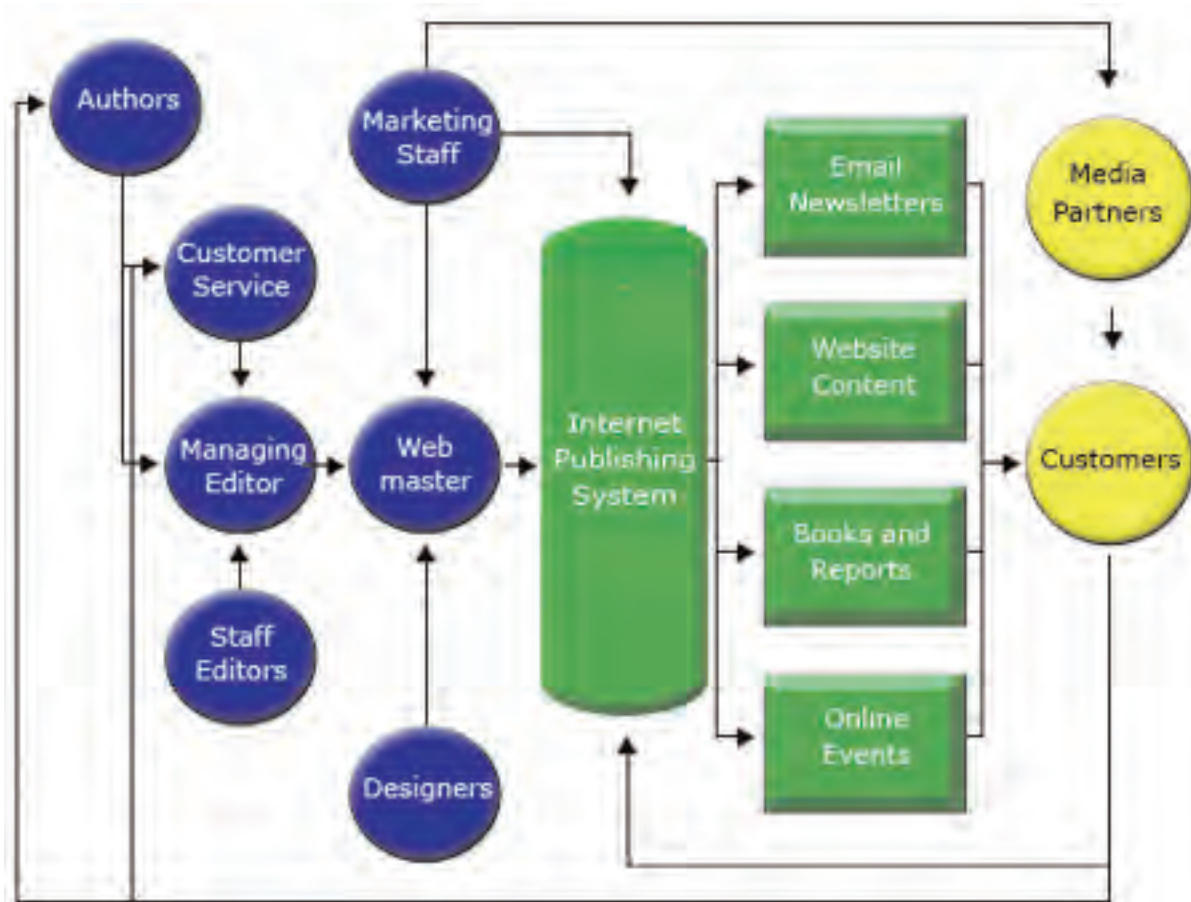 Authors
Marketing
Staff
Customer
Service
Managing
Editor
Web
master
Staff
Editors
Designers
Internet
Publishing
System
Email
Newsletters
Website
Content
Books and
Reports
Online
Events
Media
Partners
Customers